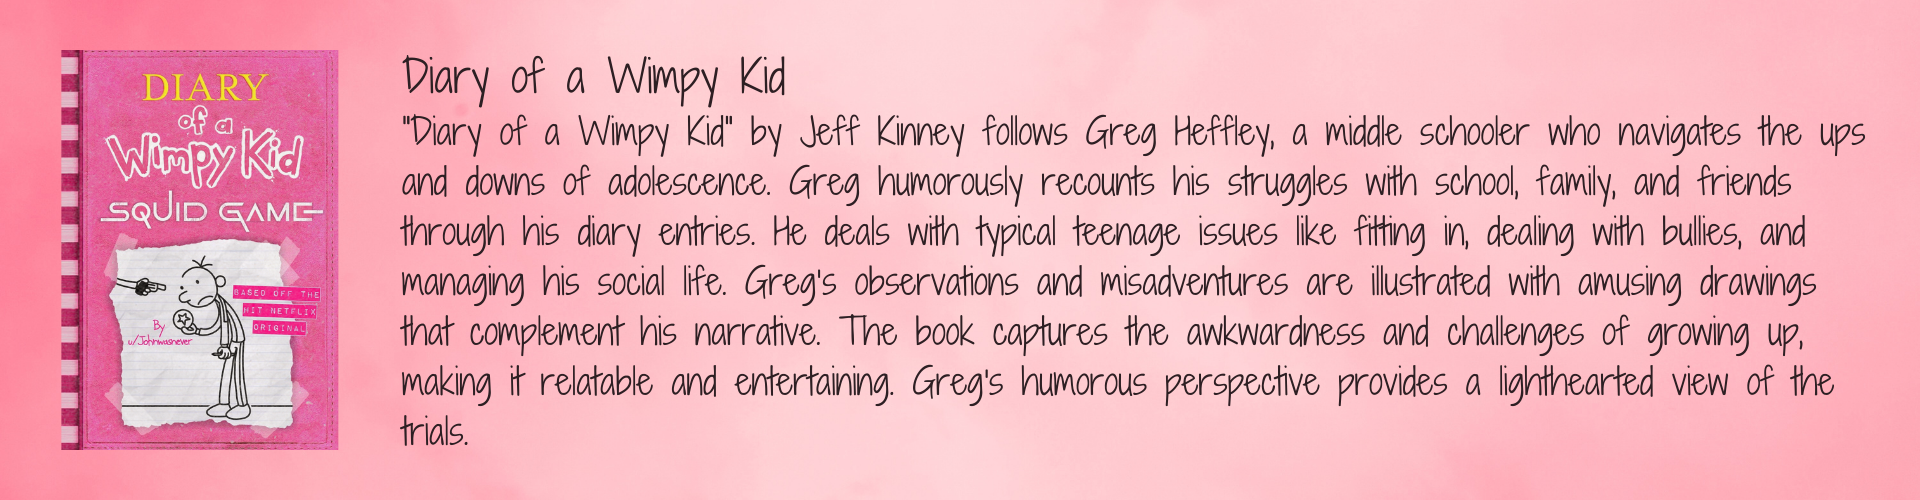 DIARY
of a
Wimpy Kid
SQUID GAME
BASED OFF THE
HIT NETFLIX
ORIGINAL
By
u/Johnwasnever
Diary of a Wimpy Kid
"Diary of a Wimpy Kid" by Jeff Kinney follows Greg Heffley, a middle schooler who navigates the ups
and downs of adolescence. Greg humorously recounts his struggles with school, family, and friends
through his diary entries. He deals with typical teenage issues like fitting in, dealing with bullies, and
managing his social life. Greg's observations and misadventures are illustrated with amusing drawings
that complement his narrative. The book captures the awkwardness and challenges of growing up,
making it relatable and entertaining. Greg's humorous perspective provides a lighthearted view of the
trials.